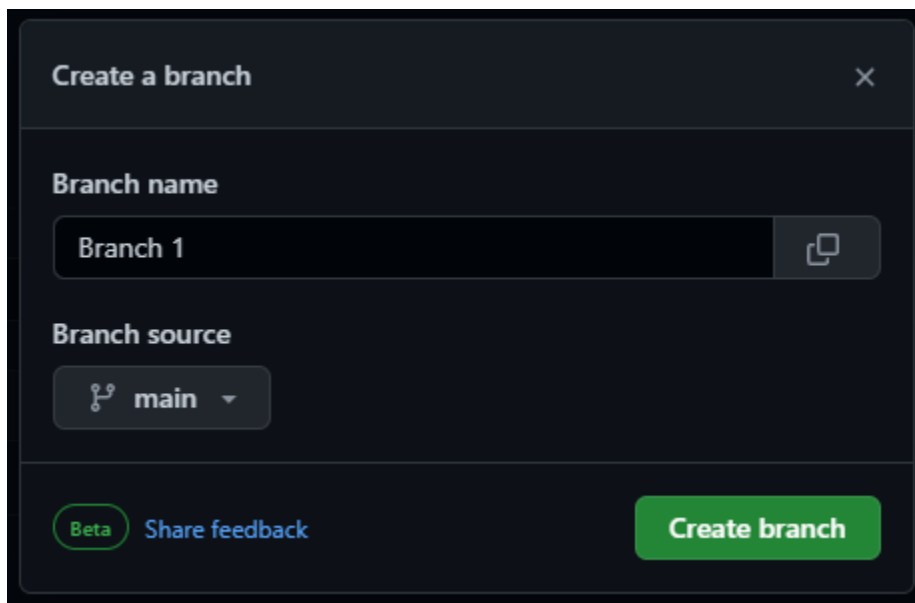 Create a branch
Branch name
Branch 1
Branch source
main
Beta Share feedback
Create branch